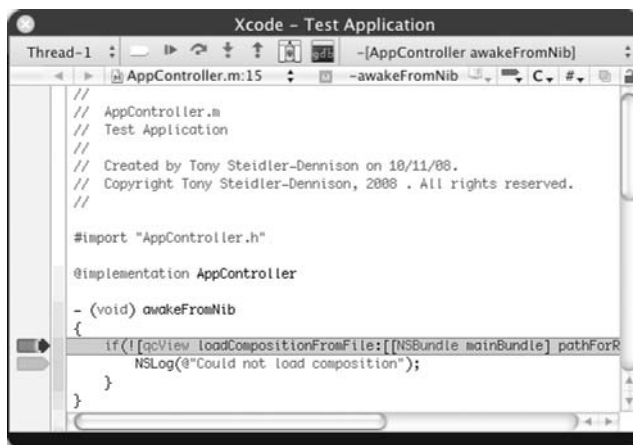 Xcode – Test Application
Thread-1 gdb -[AppController awakeFromNib]
AppController.m:15 M -awakeFromNib C #
//
// AppController.m
// Test Application
//
// Created by Tony Steidler-Dennison on 10/11/08.
// Copyright Tony Steidler-Dennison, 2008 . All rights reserved.
//
#import "AppController.h"
@implementation AppController
- (void) awakeFromNib
{
if(![qcView loadCompositionFromFile:[[NSBundle mainBundle] pathForR
NSLog(@"Could not load composition");
}
}